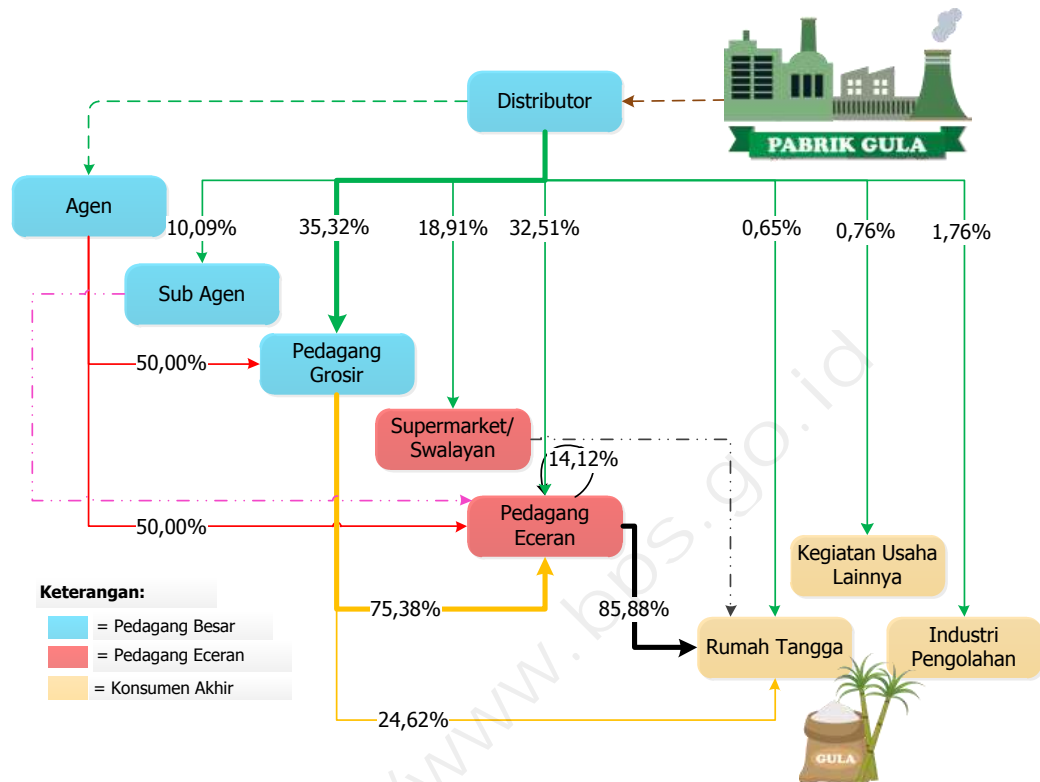 Distributor
PABRIK GULA
Agen
10,09%
35,32%
18,91%
32,51%
0,65%
0,76%
1,76%
Sub Agen
50,00%
Pedagang
Grosir
Supermarket/
Swalayan
14,12%
50,00%
Pedagang
Eceran
Kegiatan Usaha
Lainnya
Keterangan:
= Pedagang Besar
= Pedagang Eceran
= Konsumen Akhir
75,38%
85,88%
Rumah Tangga
Industri
Pengolahan
24,62%
GULA
/www.bps.go.id